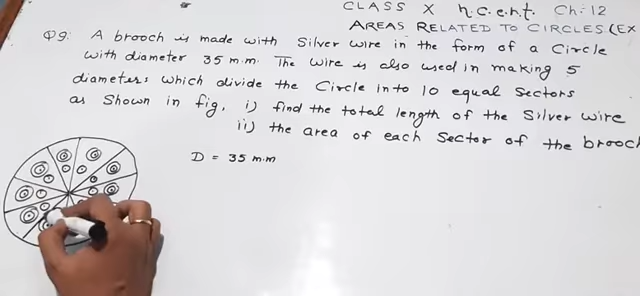 CLASS X n.c.e.r.t. Ch:12
AREAS RELATED TO CIRCLES (EX
Q9: A brooch is made with Silver wire in the form of a Circle
with diameter 35 m.m. The wire is also used in making 5
diameters which divide the Circle into 10 equal Sectors
as Shown in fig, i) find the total length of the Silver wire
ii) the area of each Sector of the brooch
D = 35 m.m